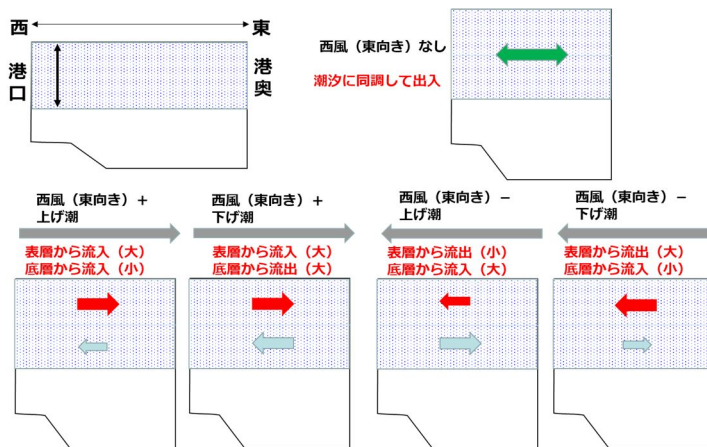 西
東
港口
港奥
西風（東向き）なし
潮汐に同調して出入
西風（東向き）＋
上げ潮
表層から流入（大）
底層から流入（小）
西風（東向き）＋
下げ潮
表層から流入（大）
底層から流出（大）
西風（東向き）－
上げ潮
表層から流出（小）
底層から流入（大）
西風（東向き）－
下げ潮
表層から流出（大）
底層から流入（小）